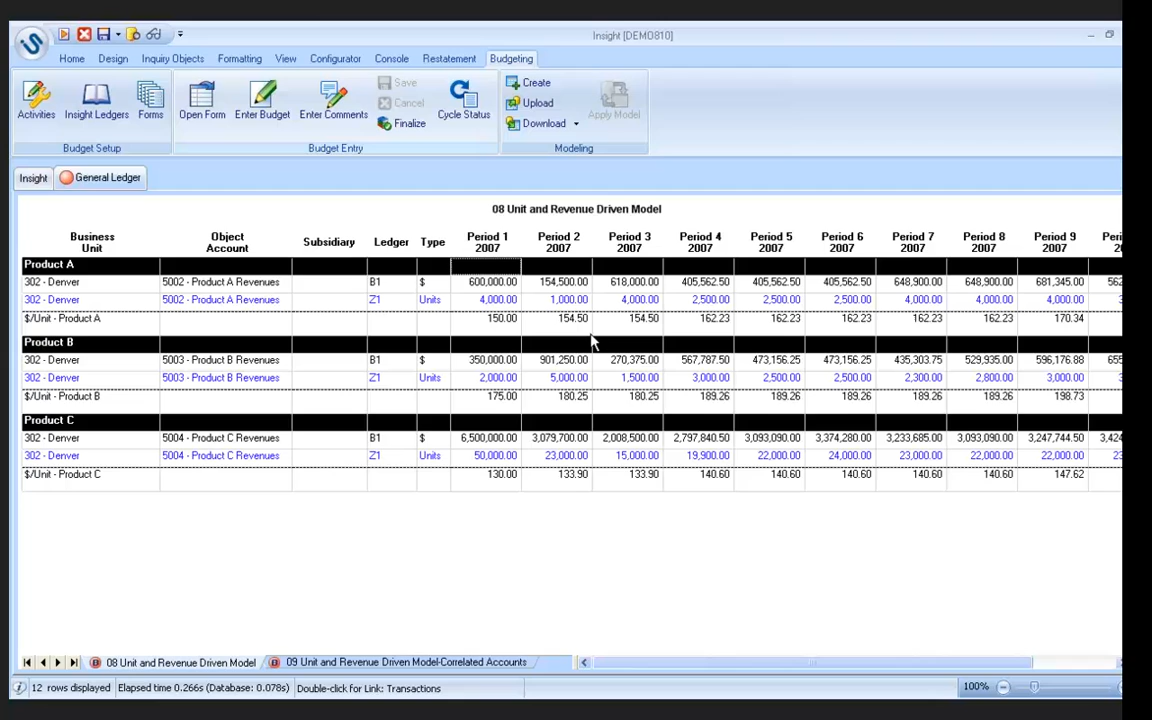 Insight [DEMO810]
Home Design Inquiry Objects Formatting View Configurator Console Restatement Budgeting
Activities Insight Ledgers Forms Open Form Enter Budget Enter Comments Save Cancel Finalize Cycle Status Create Upload Download Apply Model
Budget Setup Budget Entry Modeling
Insight General Ledger
08 Unit and Revenue Driven Model
Business Unit Object Account Subsidiary Ledger Type Period 1 2007 Period 2 2007 Period 3 2007 Period 4 2007 Period 5 2007 Period 6 2007 Period 7 2007 Period 8 2007 Period 9 2007
Product A
302 - Denver 5002 - Product A Revenues B1 $ 600,000.00 154,500.00 618,000.00 405,562.50 405,562.50 405,562.50 648,900.00 648,900.00 681,345.00 562
302 - Denver 5002 - Product A Revenues Z1 Units 4,000.00 1,000.00 4,000.00 2,500.00 2,500.00 2,500.00 4,000.00 4,000.00 4,000.00
$/Unit - Product A 150.00 154.50 154.50 162.23 162.23 162.23 162.23 162.23 170.34
Product B
302 - Denver 5003 - Product B Revenues B1 $ 350,000.00 901,250.00 270,375.00 567,787.50 473,156.25 473,156.25 435,303.75 529,935.00 596,176.88 655
302 - Denver 5003 - Product B Revenues Z1 Units 2,000.00 5,000.00 1,500.00 3,000.00 2,500.00 2,500.00 2,300.00 2,800.00 3,000.00
$/Unit - Product B 175.00 180.25 180.25 189.26 189.26 189.26 189.26 189.26 198.73
Product C
302 - Denver 5004 - Product C Revenues B1 $ 6,500,000.00 3,079,700.00 2,008,500.00 2,797,840.50 3,093,090.00 3,374,280.00 3,233,685.00 3,093,090.00 3,247,744.50 3,424
302 - Denver 5004 - Product C Revenues Z1 Units 50,000.00 23,000.00 15,000.00 19,900.00 22,000.00 24,000.00 23,000.00 22,000.00 22,000.00 23
$/Unit - Product C 130.00 133.90 133.90 140.60 140.60 140.60 140.60 140.60 147.62
08 Unit and Revenue Driven Model 09 Unit and Revenue Driven Model-Correlated Accounts
12 rows displayed Elapsed time 0.266s (Database: 0.078s) Double-click for Link: Transactions 100%